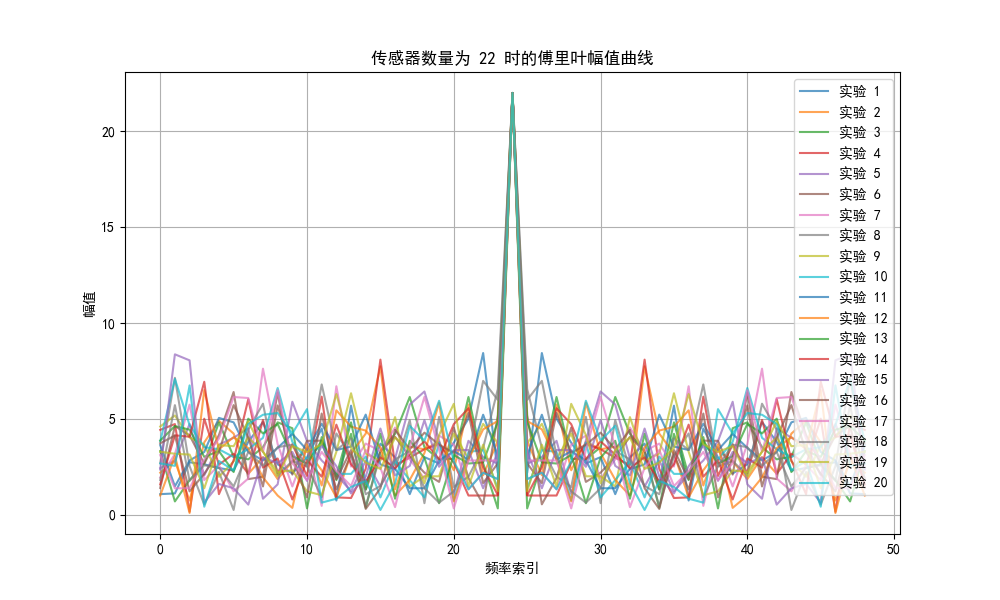 传感器数量为 22 时的傅里叶幅值曲线
幅值
20
15
10
5
0
0
10
20
30
40
50
频率索引
实验 1
实验 2
实验 3
实验 4
实验 5
实验 6
实验 7
实验 8
实验 9
实验 10
实验 11
实验 12
实验 13
实验 14
实验 15
实验 16
实验 17
实验 18
实验 19
实验 20